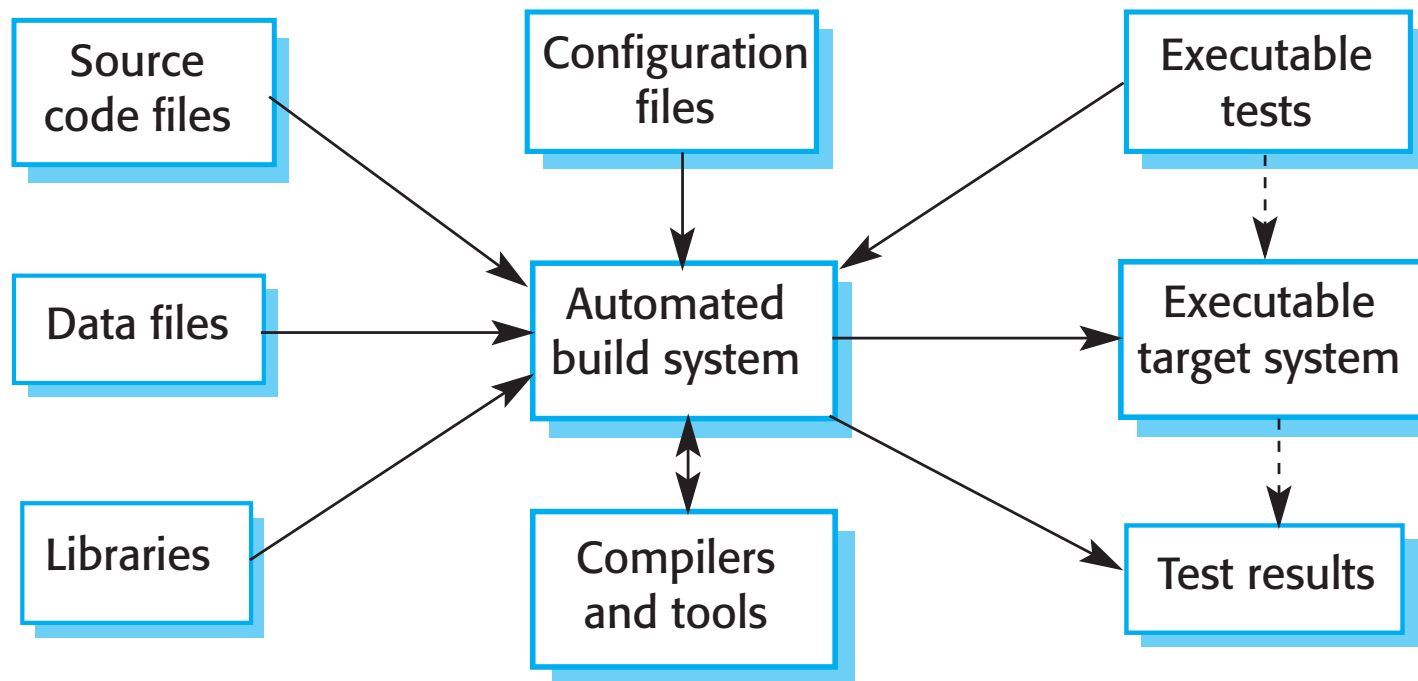 Source
code files
Configuration
files
Executable
tests
Data files
Automated
build system
Executable
target system
Libraries
Compilers
and tools
Test results